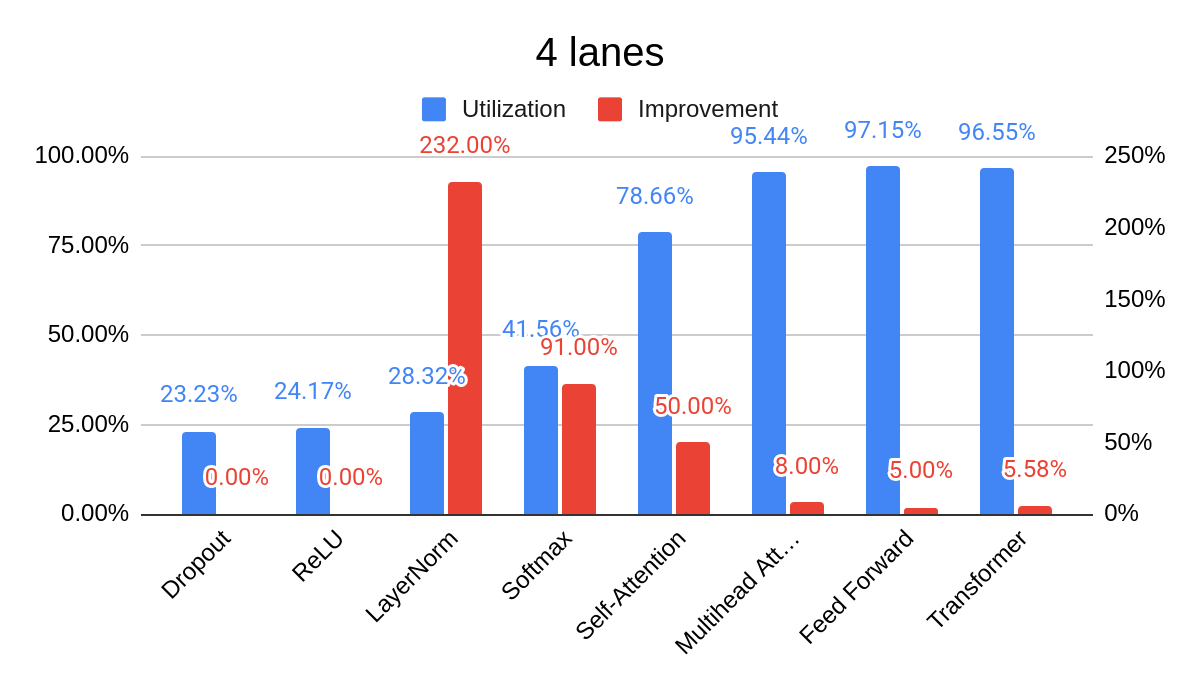 4 lanes
Utilization Improvement
100.00%
75.00%
50.00%
25.00%
0.00%
250%
200%
150%
100%
50%
0%
23.23%
24.17%
28.32%
41.56%
78.66%
95.44%
97.15%
96.55%
0.00%
0.00%
232.00%
91.00%
50.00%
8.00%
5.00%
5.58%
Dropout
ReLU
LayerNorm
Softmax
Self-Attention
Multihead Att…
Feed Forward
Transformer